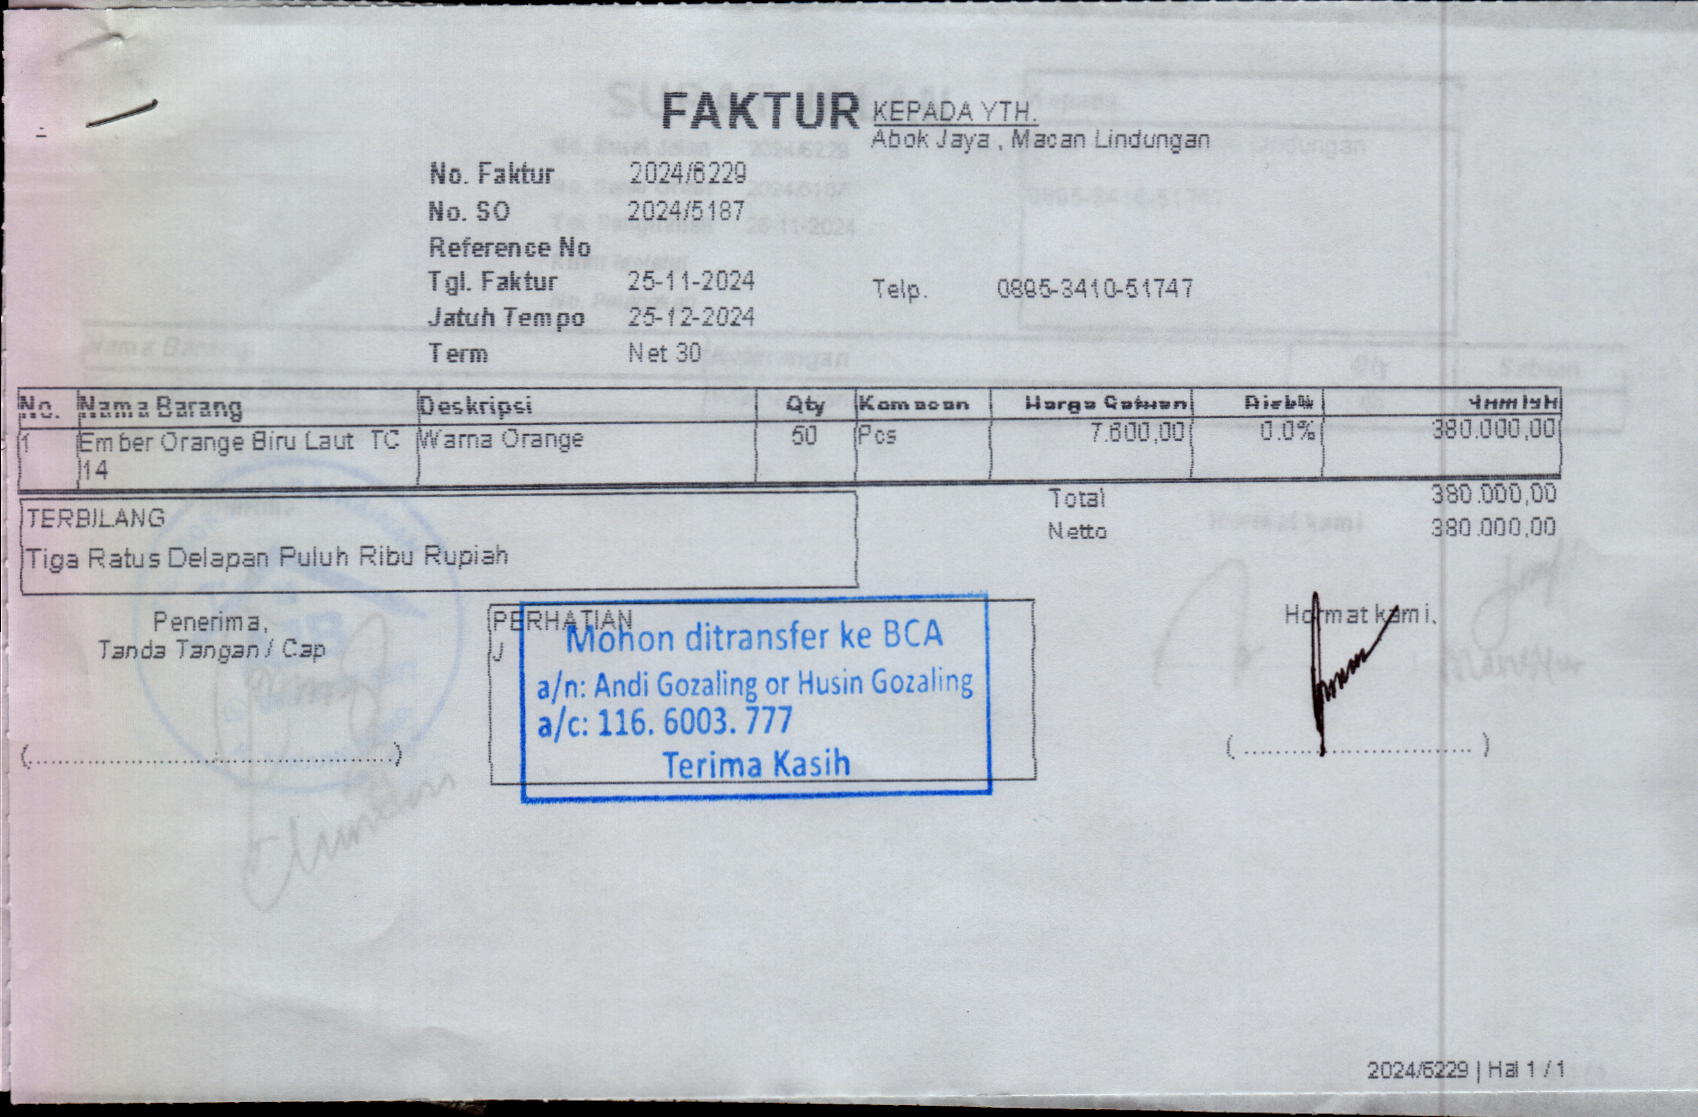 FAKTUR
KEPADA YTH.
Abok Jaya , Macan Lindungan
No. Faktur 2024/6229
No. SO 2024/5187
Reference No
Tgl. Faktur 25-11-2024
Telp. 0895-3410-51747
Jatuh Tempo 25-12-2024
Term Net 30
No. Nama Barang Deskripsi Qty Kemasan Harga Satuan Disk% Jumlah
1 Ember Orange Biru Laut TC Warna Orange 50 Pcs 7.600,00 0.0% 380.000,00
14
Total 380.000,00
Netto 380.000,00
TERBILANG
Tiga Ratus Delapan Puluh Ribu Rupiah
Penerima,
Tanda Tangan / Cap
(........................................................)
PERHATIAN
J
Mohon ditransfer ke BCA
a/n: Andi Gozaling or Husin Gozaling
a/c: 116. 6003. 777
Terima Kasih
Hormat kami,
(...................................)
2024/6229 | Hal 1 / 1